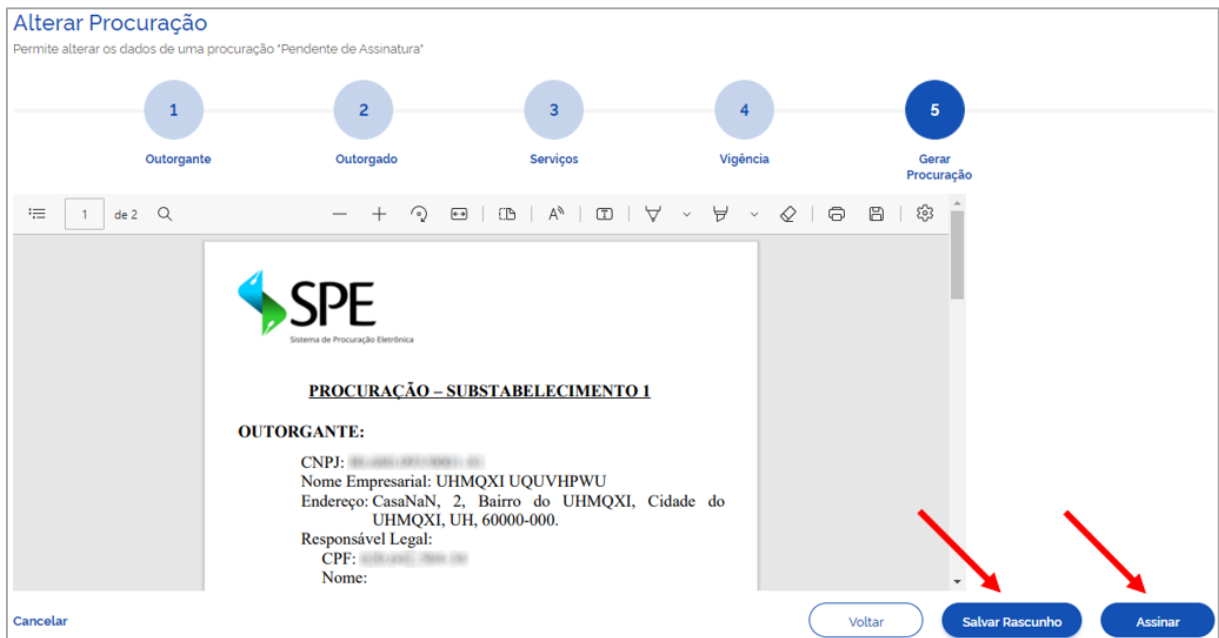 Alterar Procuração
Permite alterar os dados de uma procuração "Pendente de Assinatura"
1 2 3 4 5
Outorgante Outorgado Serviços Vigência Gerar
Procuração
1 de 2
SPE
Sistema de Procuração Eletrônica
PROCURAÇÃO – SUBSTABELECIMENTO 1
OUTORGANTE:
CNPJ:
Nome Empresarial: UHMQXI UQUVHPWU
Endereço: CasaNaN, 2, Bairro do UHMQXI, Cidade do
UHMQXI, UH, 60000-000.
Responsável Legal:
CPF:
Nome:
Cancelar Voltar Salvar Rascunho Assinar